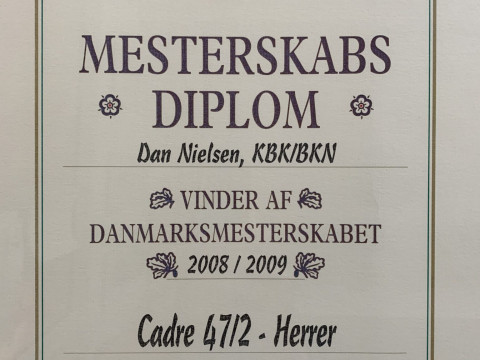 MESTERSKABS
DIPLOM
Dan Nielsen, KBK/BKN
VINDER AF
DANMARKSMESTERSKABET
2008 / 2009
Cadre 47/2 - Herrer